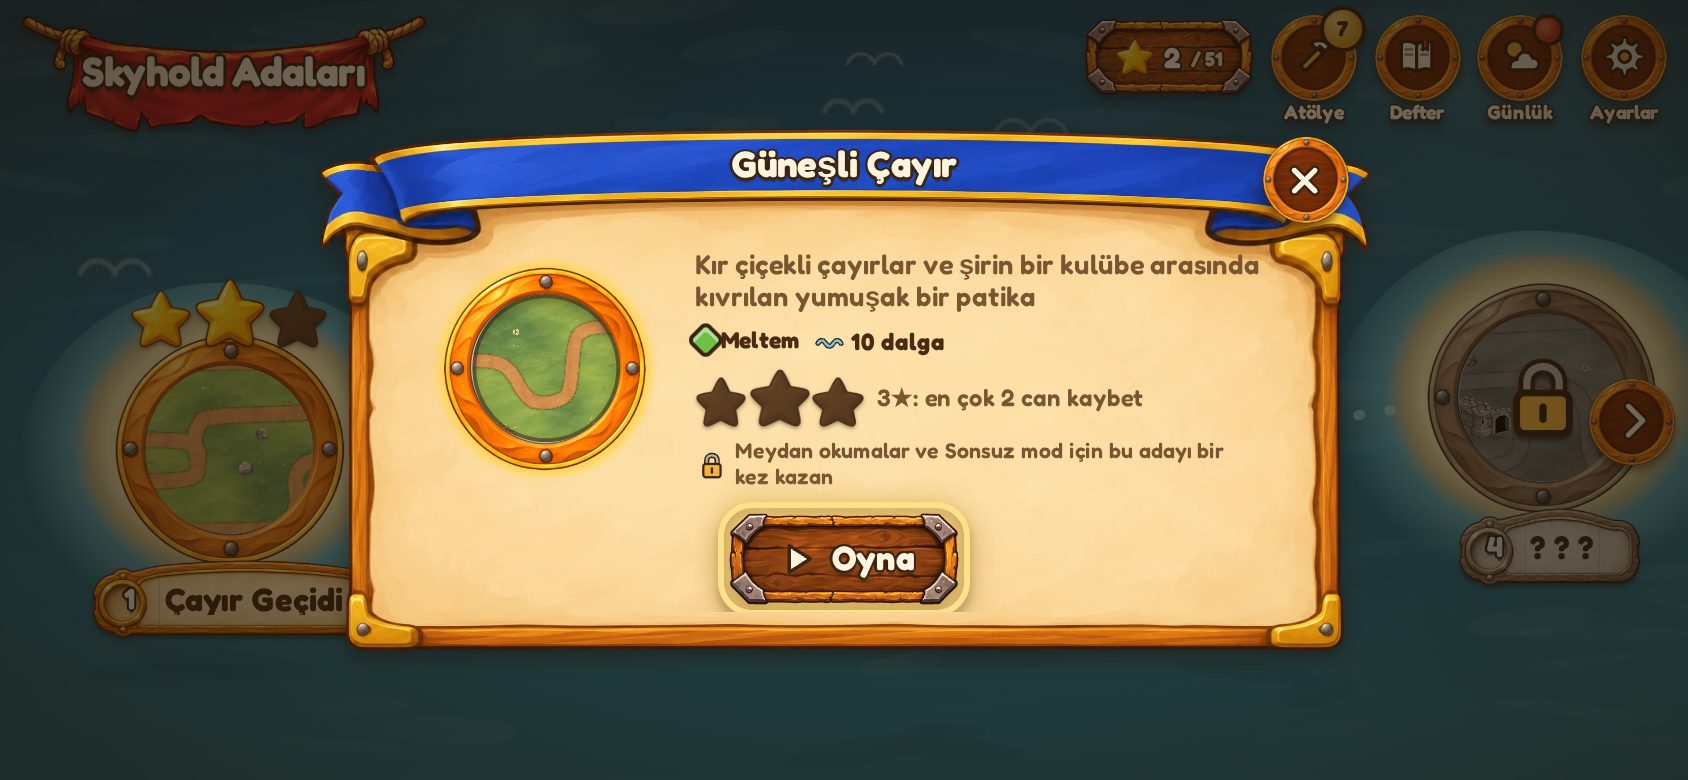 Skyhold Adaları
2 /51
7
Atölye
Defter
Günlük
Ayarlar
Güneşli Çayır
Kır çiçekli çayırlar ve şirin bir kulübe arasında
kıvrılan yumuşak bir patika
Meltem 10 dalga
3★: en çok 2 can kaybet
Meydan okumalar ve Sonsuz mod için bu adayı bir
kez kazan
Oyna
1 Çayır Geçidi
4 ???